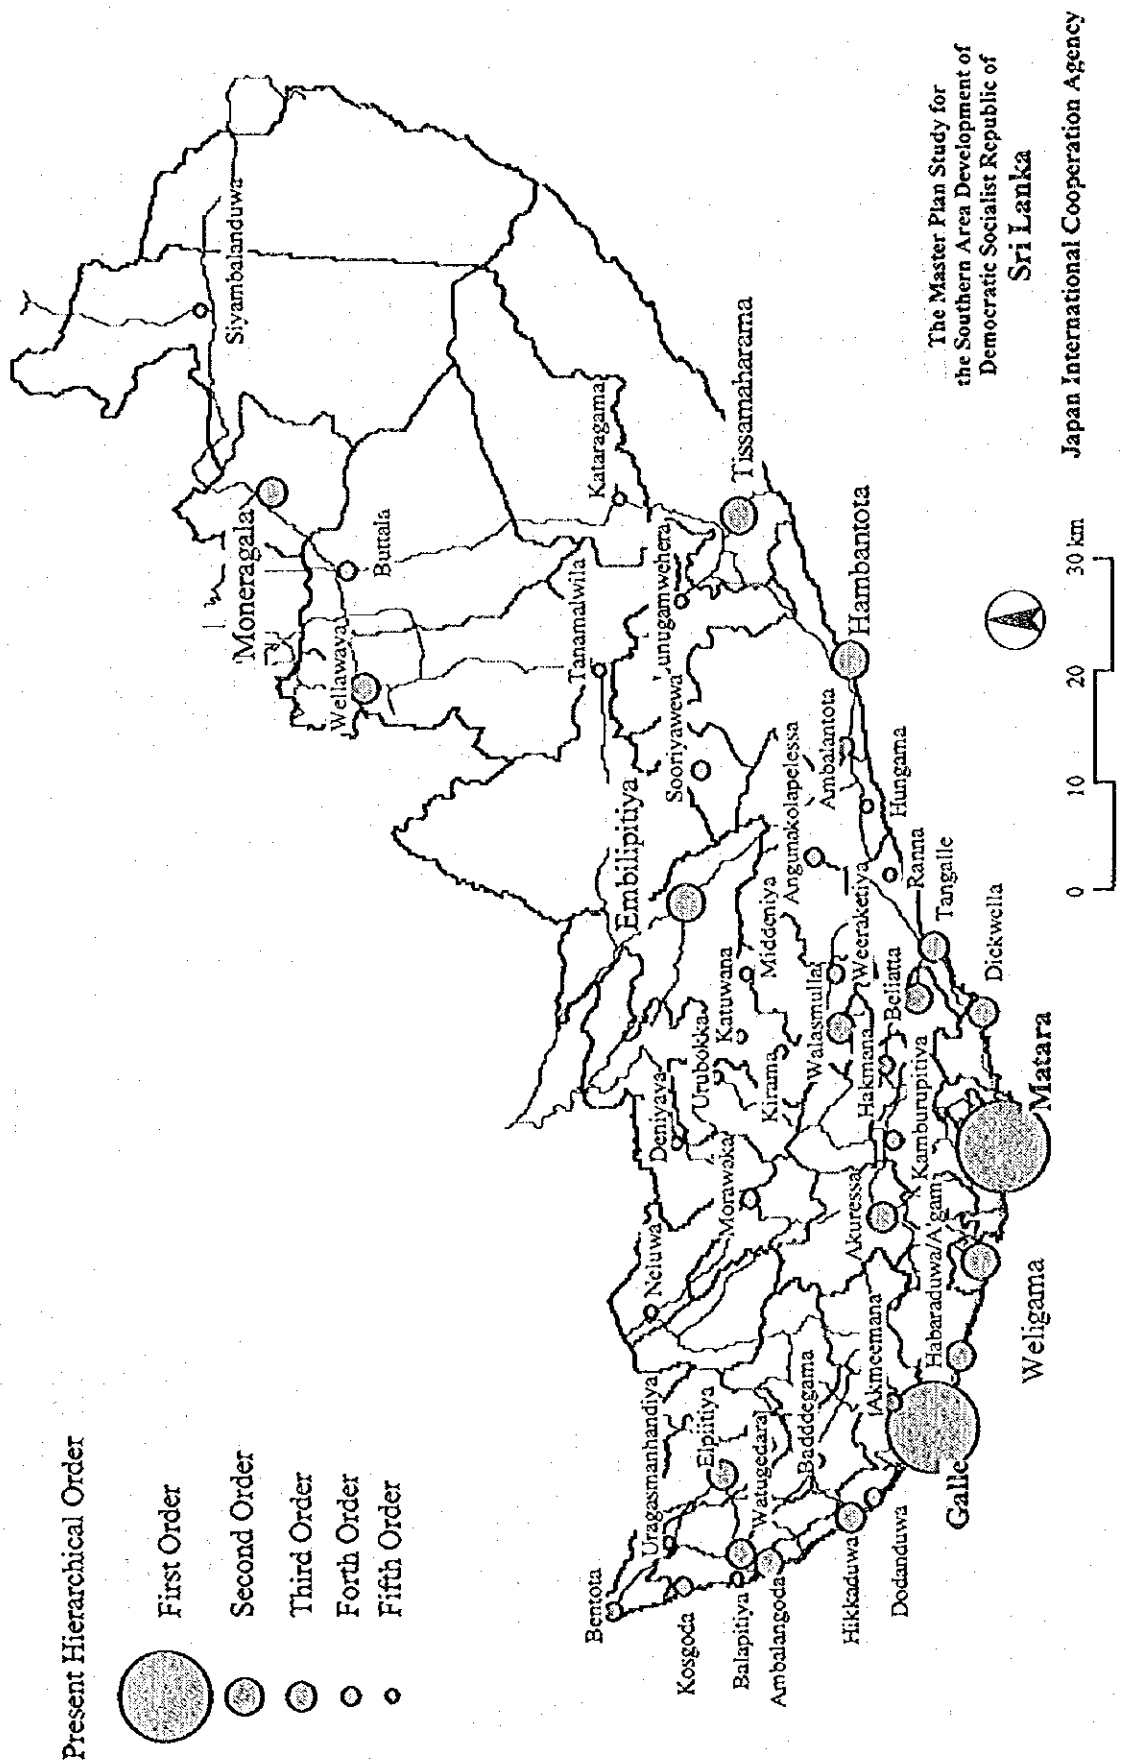 Present Hierarchical Order
First Order
Second Order
Third Order
Forth Order
Fifth Order
Siyambalanduwa
Moneragala
Buttala
Wellawaya
Kataragama
Tanamalwila
Lunugamwehera
Tissamaharama
Sooriyawewa
Embilipitiya
Hambantota
Ambalantota
Angunakolapelessa
Hungama
Middeniya
Katuwana
Urubokka
Deniyaya
Kirama
Walasmulla
Weeraketiya
Ranna
Tangalle
Beliatta
Dickwella
Hakmana
Kamburupitiya
Matara
Morawaka
Neluwa
Akuressa
Habaraduwa/A'gam
Weligama
Akmeemana
Uragasmanhandiya
Elpiitiya
Watugedara
Badddegama
Galle
Bentota
Kosgoda
Balapitiya
Ambalangoda
Hikkaduwa
Dodanduwa
0 10 20 30 km
The Master Plan Study for
the Southern Area Development of
Democratic Socialist Republic of
Sri Lanka
Japan International Cooperation Agency